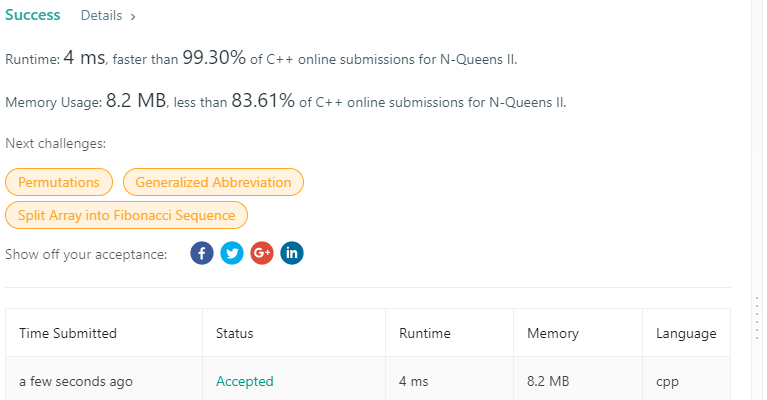 Success Details >
Runtime: 4 ms, faster than 99.30% of C++ online submissions for N-Queens II.
Memory Usage: 8.2 MB, less than 83.61% of C++ online submissions for N-Queens II.
Next challenges:
Permutations Generalized Abbreviation
Split Array into Fibonacci Sequence
Show off your acceptance: f G+ in
Time Submitted Status Runtime Memory Language
a few seconds ago Accepted 4 ms 8.2 MB cpp